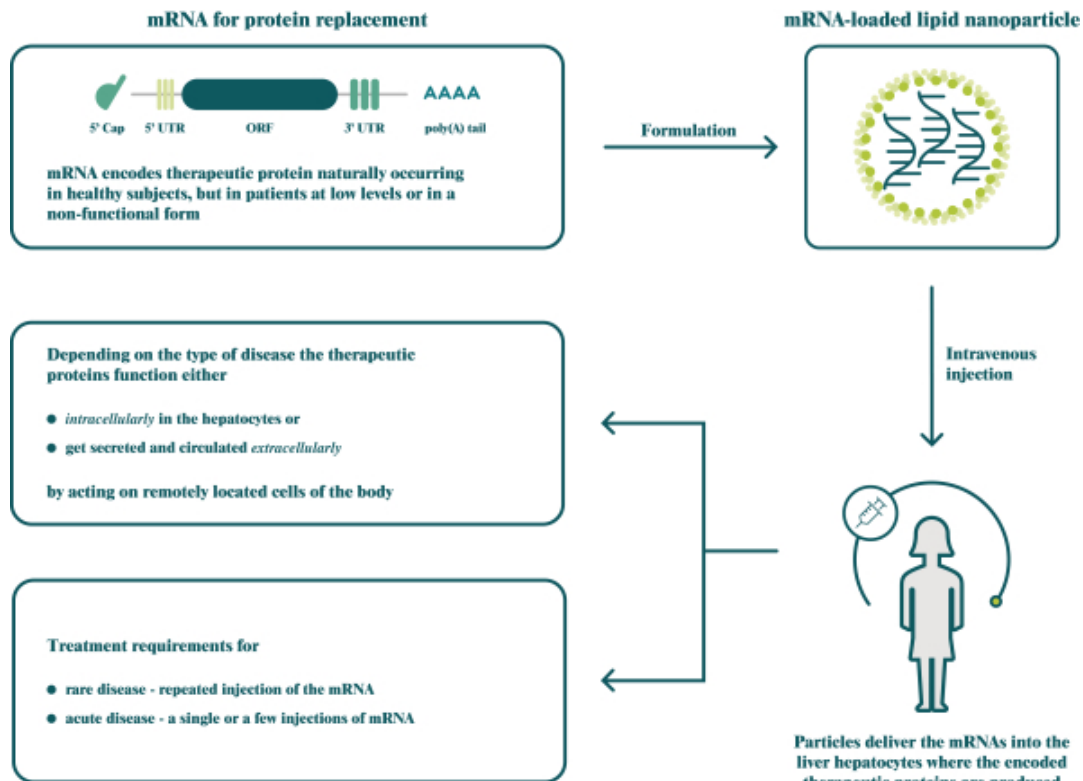 mRNA for protein replacement
5' Cap
5' UTR
ORF
3' UTR
AAAA
poly(A) tail
mRNA encodes therapeutic protein naturally occurring
in healthy subjects, but in patients at low levels or in a
non-functional form
Formulation
mRNA-loaded lipid nanoparticle
Intravenous
injection
Particles deliver the mRNAs into the
liver hepatocytes where the encoded
therapeutic proteins are produced
Depending on the type of disease the therapeutic
proteins function either
● intracellularly in the hepatocytes or
● get secreted and circulated extracellularly
by acting on remotely located cells of the body
Treatment requirements for
● rare disease - repeated injection of the mRNA
● acute disease - a single or a few injections of mRNA